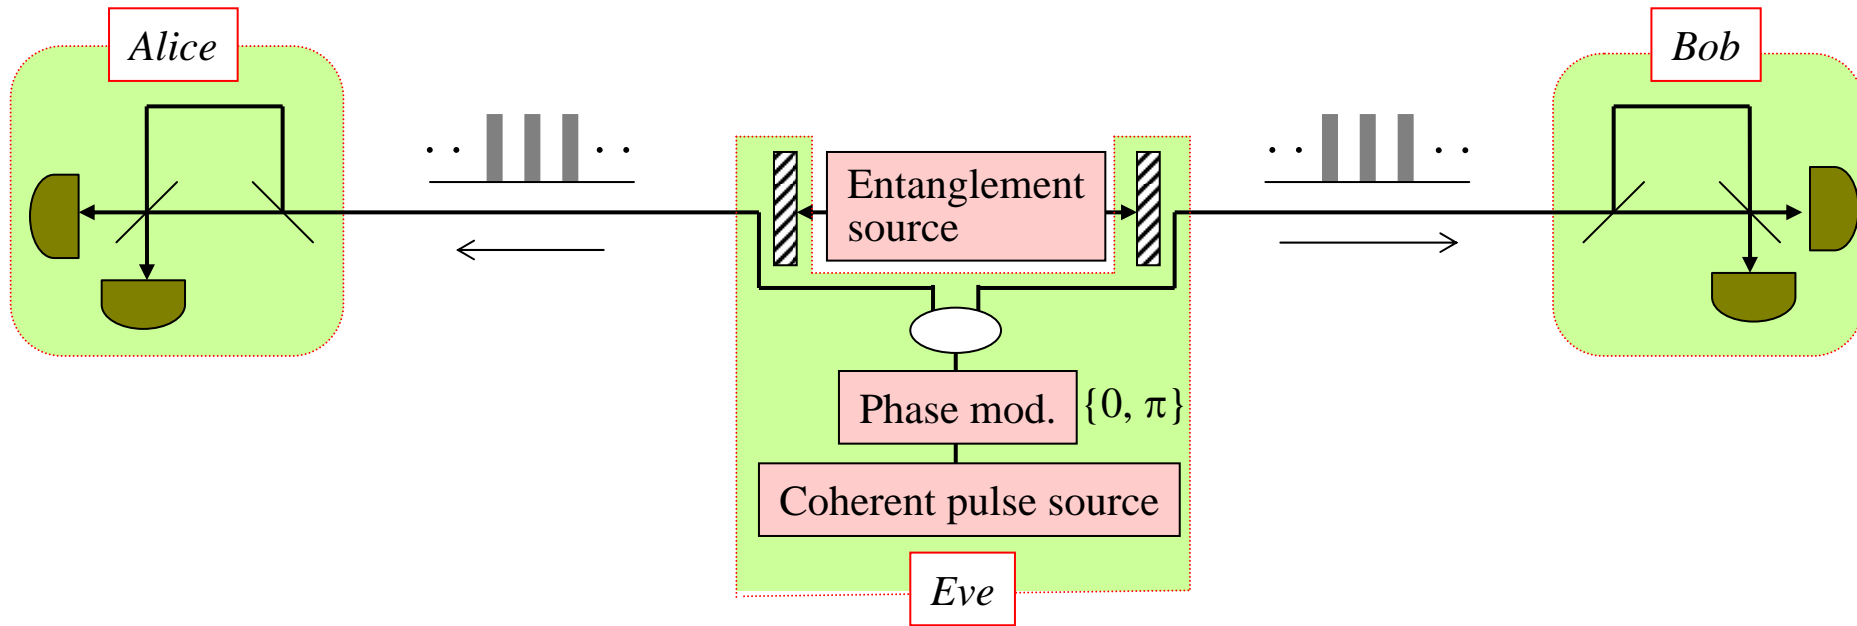 Alice
Bob
Entanglement
source
Phase mod.
{0, π}
Coherent pulse source
Eve